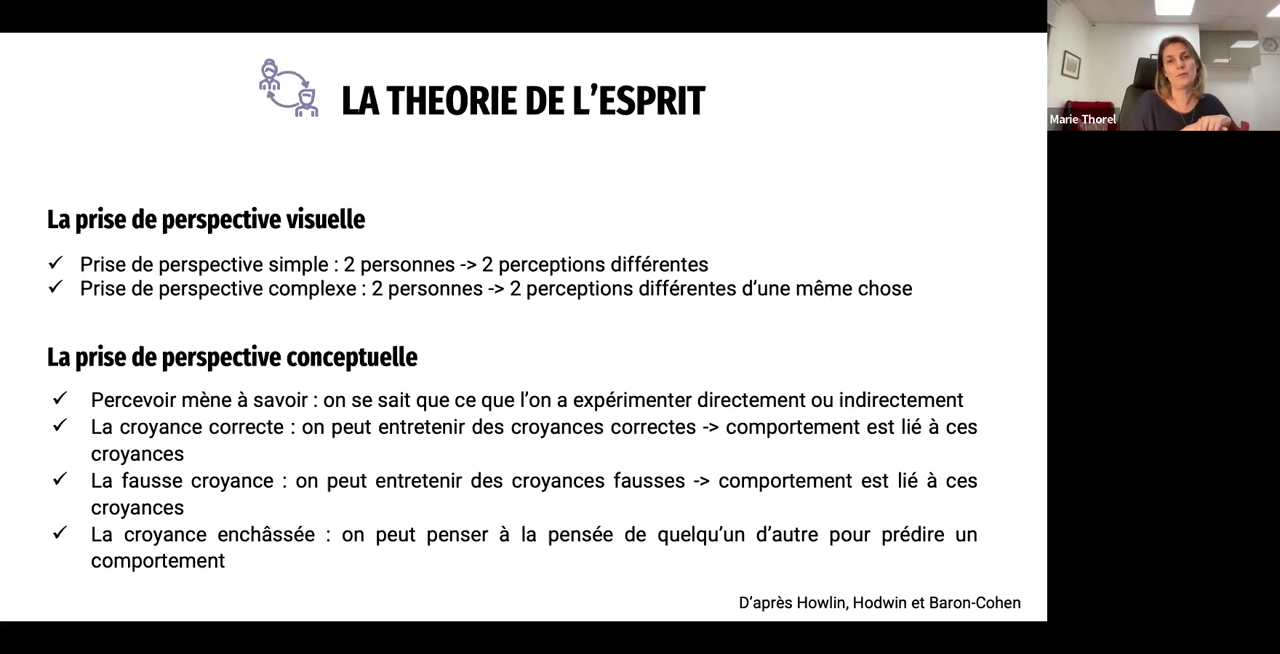 LA THEORIE DE L’ESPRIT
Marie Thorel
La prise de perspective visuelle
✓ Prise de perspective simple : 2 personnes -> 2 perceptions différentes
✓ Prise de perspective complexe : 2 personnes -> 2 perceptions différentes d’une même chose
La prise de perspective conceptuelle
✓ Percevoir mène à savoir : on se sait que ce que l’on a expérimenter directement ou indirectement
✓ La croyance correcte : on peut entretenir des croyances correctes -> comportement est lié à ces
croyances
✓ La fausse croyance : on peut entretenir des croyances fausses -> comportement est lié à ces
croyances
✓ La croyance enchâssée : on peut penser à la pensée de quelqu’un d’autre pour prédire un
comportement
D’après Howlin, Hodwin et Baron-Cohen